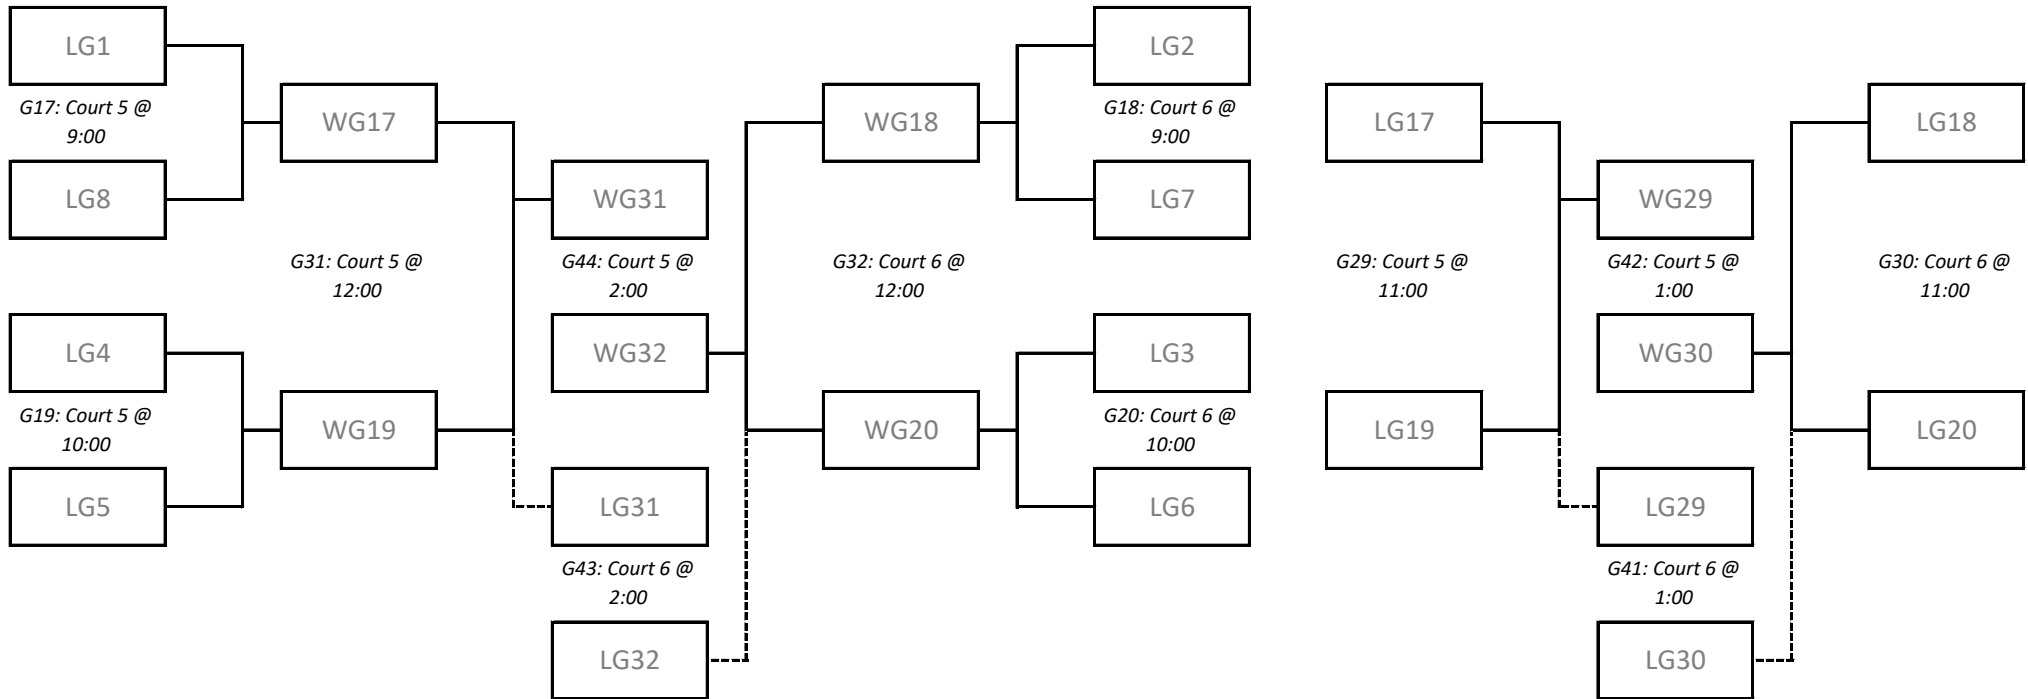 LG1
G17: Court 5 @
9:00
LG8
WG17
G31: Court 5 @
12:00
LG4
G19: Court 5 @
10:00
LG5
WG19
WG31
G44: Court 5 @
2:00
WG32
LG31
G43: Court 6 @
2:00
LG32
WG18
G32: Court 6 @
12:00
WG20
LG2
G18: Court 6 @
9:00
LG7
LG3
G20: Court 6 @
10:00
LG6
LG17
G29: Court 5 @
11:00
LG19
WG29
G42: Court 5 @
1:00
WG30
LG29
G41: Court 6 @
1:00
LG30
LG18
G30: Court 6 @
11:00
LG20